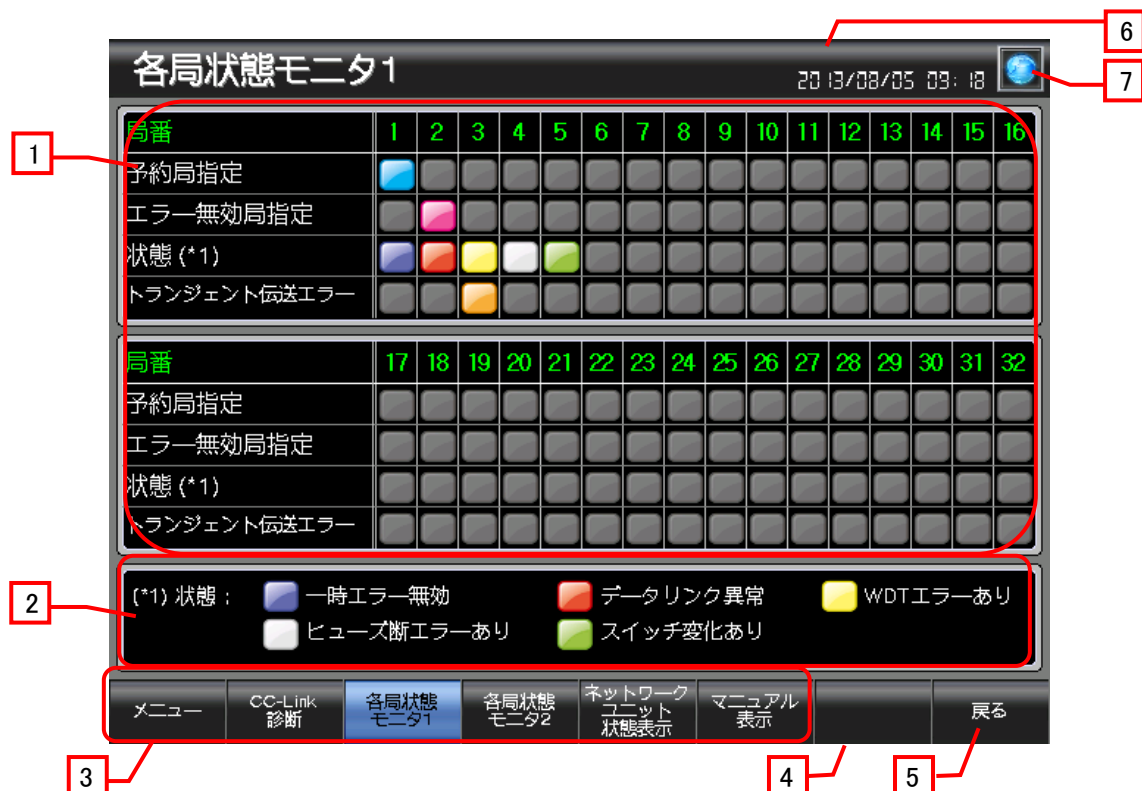 6
各局状態モニタ1
2013/08/05 09:18
7
局番 1 2 3 4 5 6 7 8 9 10 11 12 13 14 15 16
1
予約局指定
エラー無効局指定
状態 (*1)
トランジェント伝送エラー
局番 17 18 19 20 21 22 23 24 25 26 27 28 29 30 31 32
予約局指定
エラー無効局指定
状態 (*1)
トランジェント伝送エラー
2
(*1) 状態 : 一時エラー無効 データリンク異常 WDTエラーあり
ヒューズ断エラーあり スイッチ変化あり
メニュー
CC-Link
診断
各局状態
モニタ1
各局状態
モニタ2
ネットワーク
ユニット
状態表示
マニュアル
表示
戻る
3
4
5